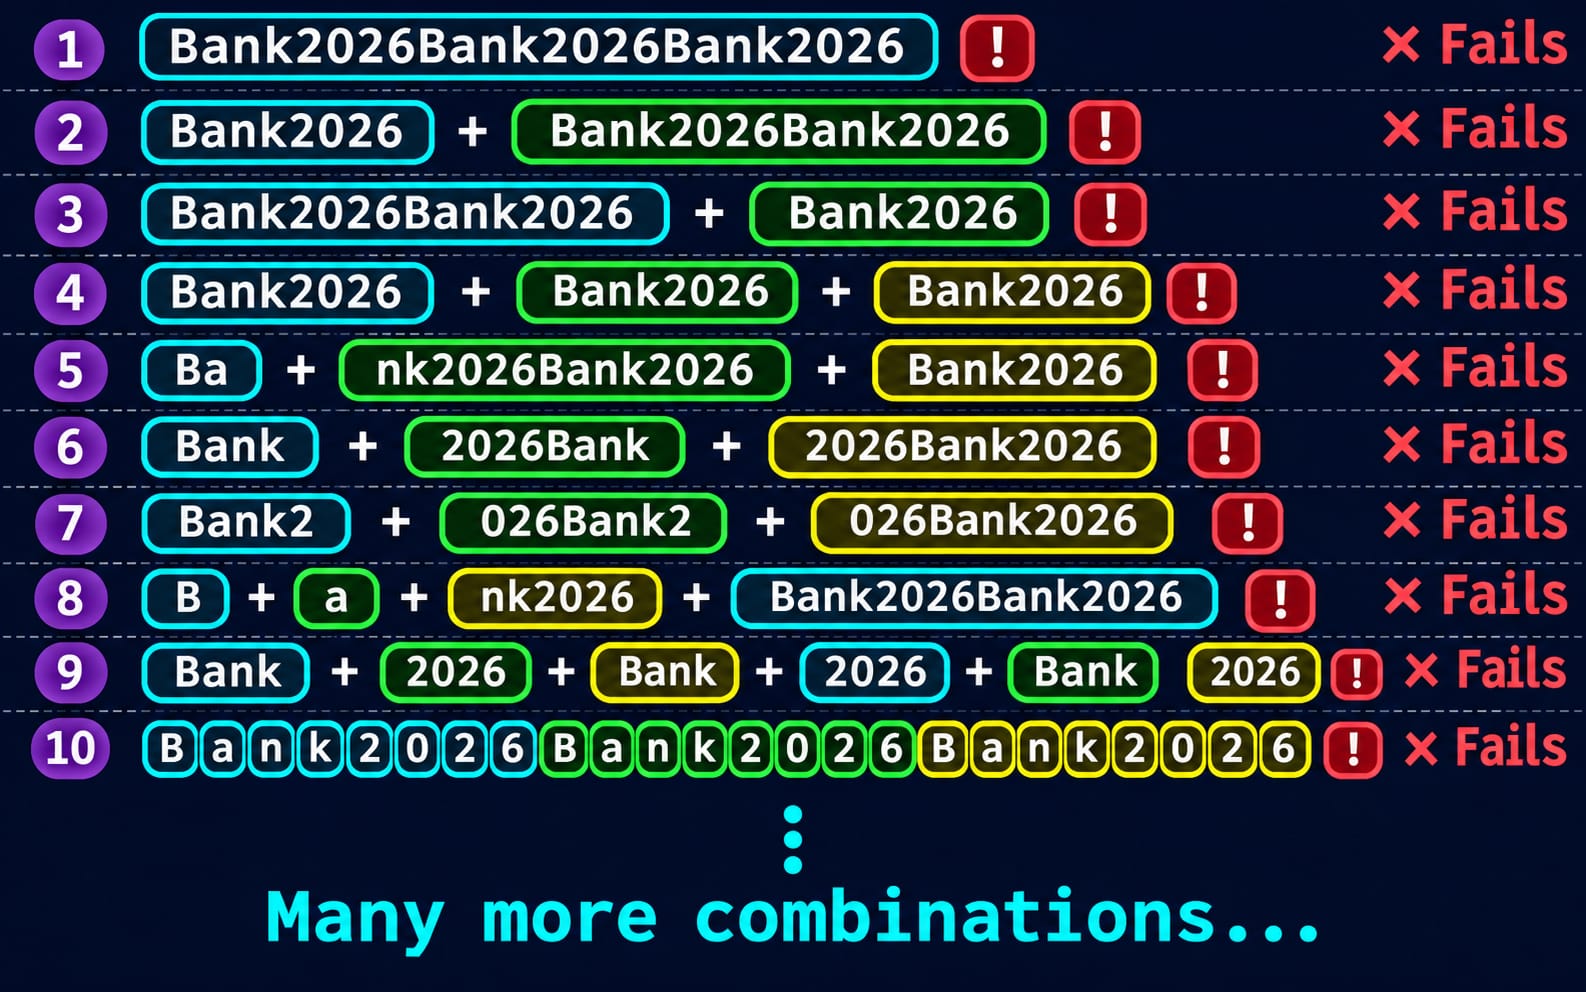 1 Bank2026Bank2026Bank2026 ! × Fails
2 Bank2026 + Bank2026Bank2026 ! × Fails
3 Bank2026Bank2026 + Bank2026 ! × Fails
4 Bank2026 + Bank2026 + Bank2026 ! × Fails
5 Ba + nk2026Bank2026 + Bank2026 ! × Fails
6 Bank + 2026Bank + 2026Bank2026 ! × Fails
7 Bank2 + 026Bank2 + 026Bank2026 ! × Fails
8 B + a + nk2026 + Bank2026Bank2026 ! × Fails
9 Bank + 2026 + Bank + 2026 + Bank 2026 ! × Fails
10 B a n k 2 0 2 6 B a n k 2 0 2 6 B a n k 2 0 2 6 ! × Fails
Many more combinations...